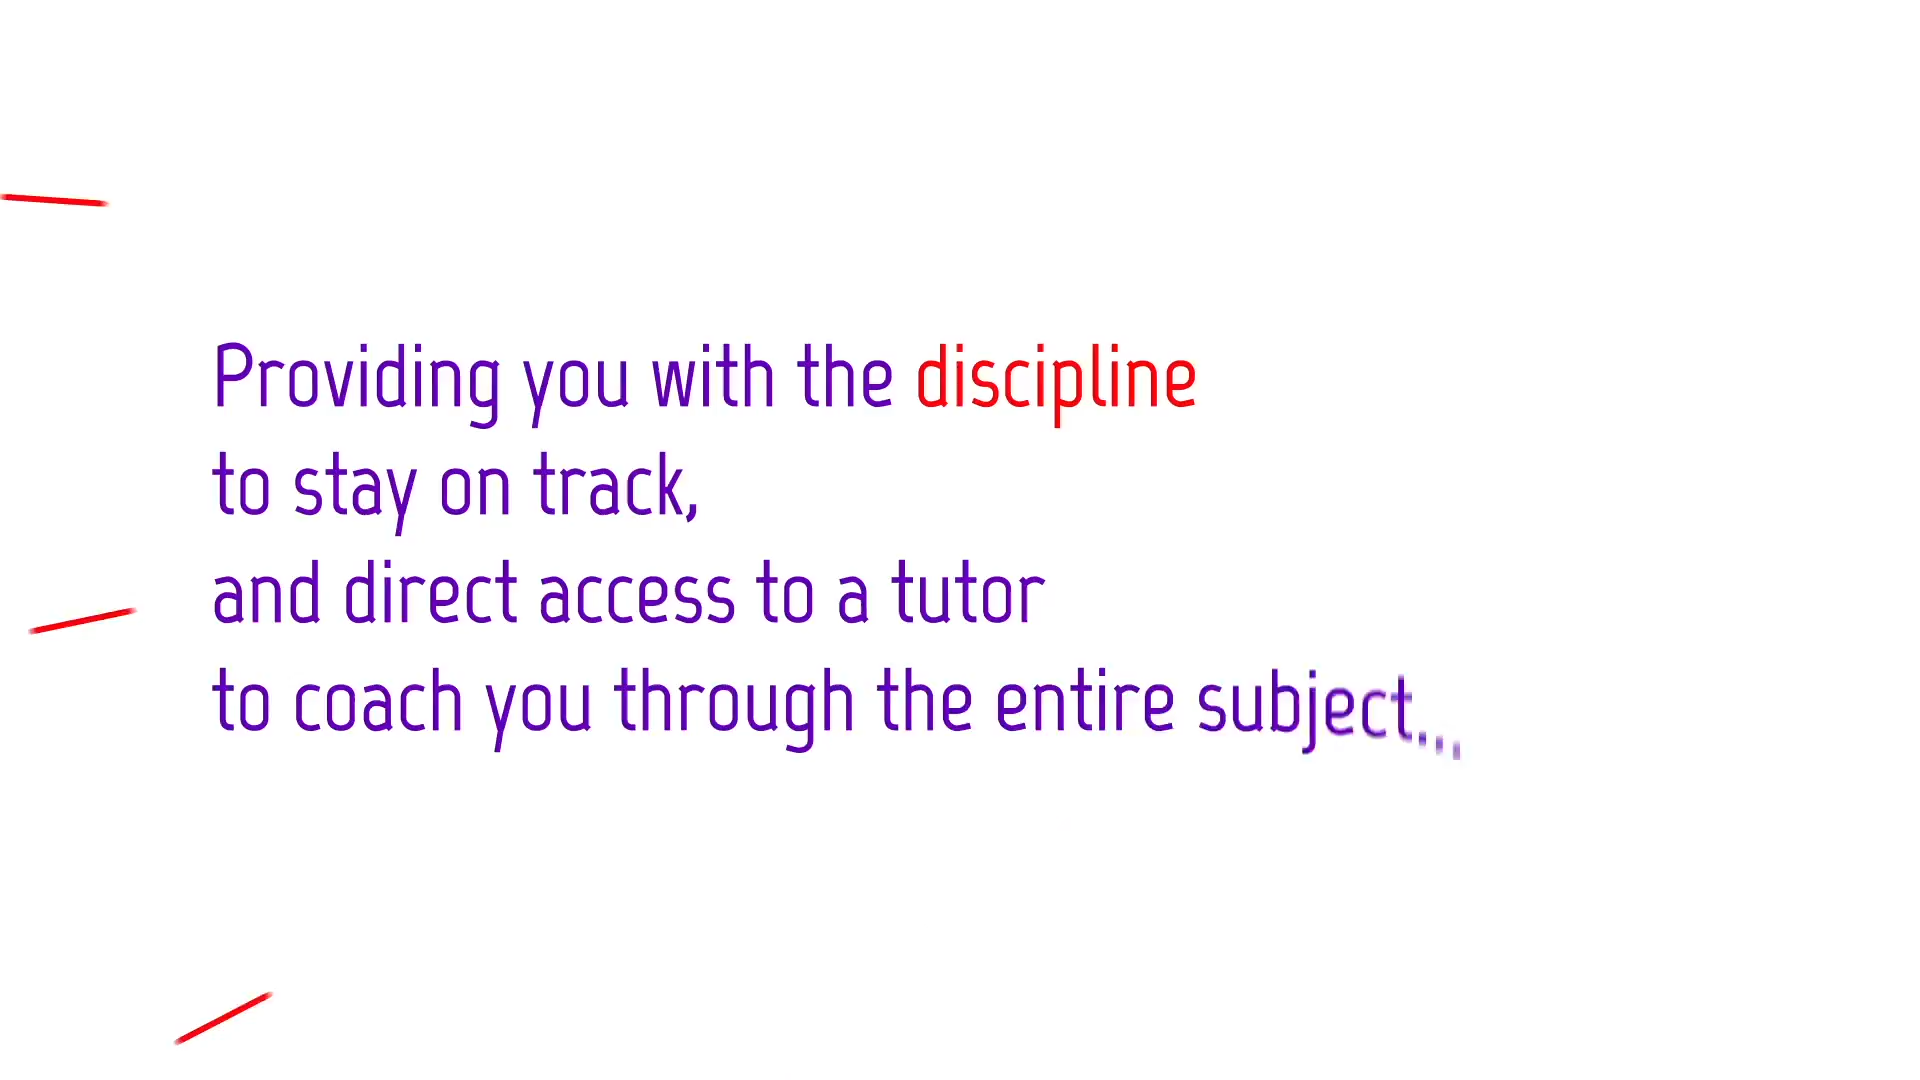 Providing you with the discipline
to stay on track,
and direct access to a tutor
to coach you through the entire subject...